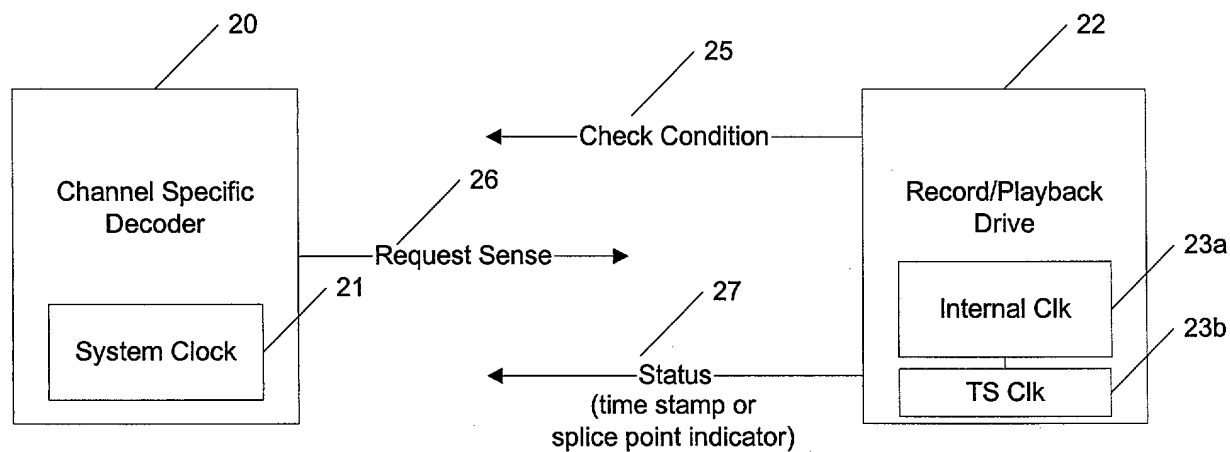 20
25
22
Check Condition
Channel Specific
Decoder
26
Record/Playback
Drive
Request Sense
23a
21
27
Internal Clk
23b
System Clock
Status
(time stamp or
splice point indicator)
TS Clk